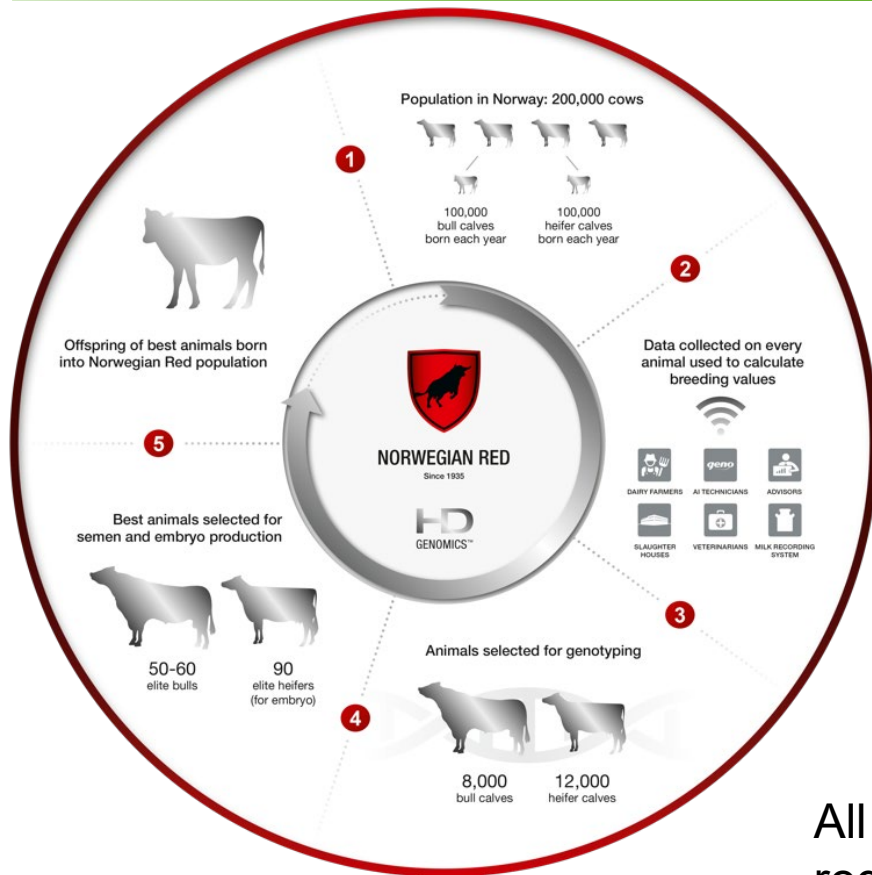 1
Population in Norway: 200,000 cows
100,000
bull calves
born each year
100,000
heifer calves
born each year
2
Data collected on every
animal used to calculate
breeding values
DAIRY FARMERS
geno
AI TECHNICIANS
ADVISORS
SLAUGHTER
HOUSES
VETERINARIANS
MILK RECORDING
SYSTEM
3
Animals selected for genotyping
8,000
bull calves
12,000
heifer calves
4
Best animals selected for
semen and embryo production
50-60
elite bulls
90
elite heifers
(for embryo)
5
Offspring of best animals born
into Norwegian Red population
NORWEGIAN RED
Since 1935
HD
GENOMICS™
All